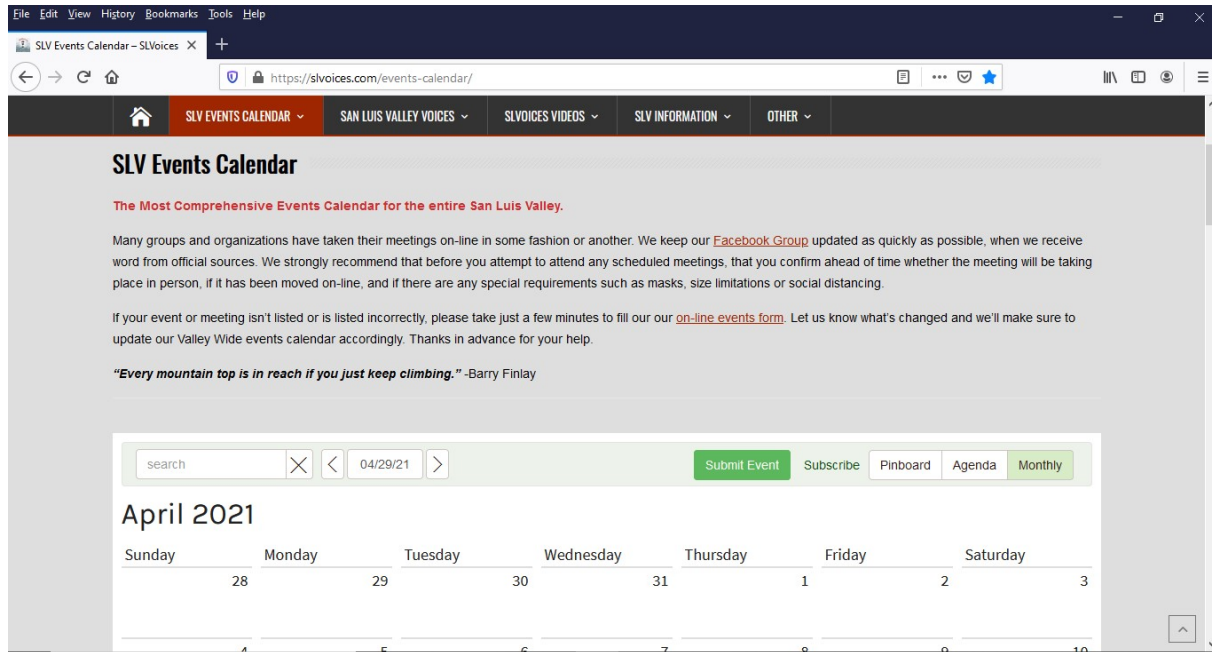 File Edit View History Bookmarks Tools Help
SLV Events Calendar – SLVoices
https://slvoices.com/events-calendar/
SLV EVENTS CALENDAR SAN LUIS VALLEY VOICES SLVOICES VIDEOS SLV INFORMATION OTHER
SLV Events Calendar
The Most Comprehensive Events Calendar for the entire San Luis Valley.
Many groups and organizations have taken their meetings on-line in some fashion or another. We keep our Facebook Group updated as quickly as possible, when we receive
word from official sources. We strongly recommend that before you attempt to attend any scheduled meetings, that you confirm ahead of time whether the meeting will be taking
place in person, if it has been moved on-line, and if there are any special requirements such as masks, size limitations or social distancing.
If your event or meeting isn't listed or is listed incorrectly, please take just a few minutes to fill our our on-line events form. Let us know what's changed and we'll make sure to
update our Valley Wide events calendar accordingly. Thanks in advance for your help.
“Every mountain top is in reach if you just keep climbing.” -Barry Finlay
search 04/29/21 Submit Event Subscribe Pinboard Agenda Monthly
April 2021
Sunday Monday Tuesday Wednesday Thursday Friday Saturday
28 29 30 31 1 2 3
4 5 6 7 8 9 10